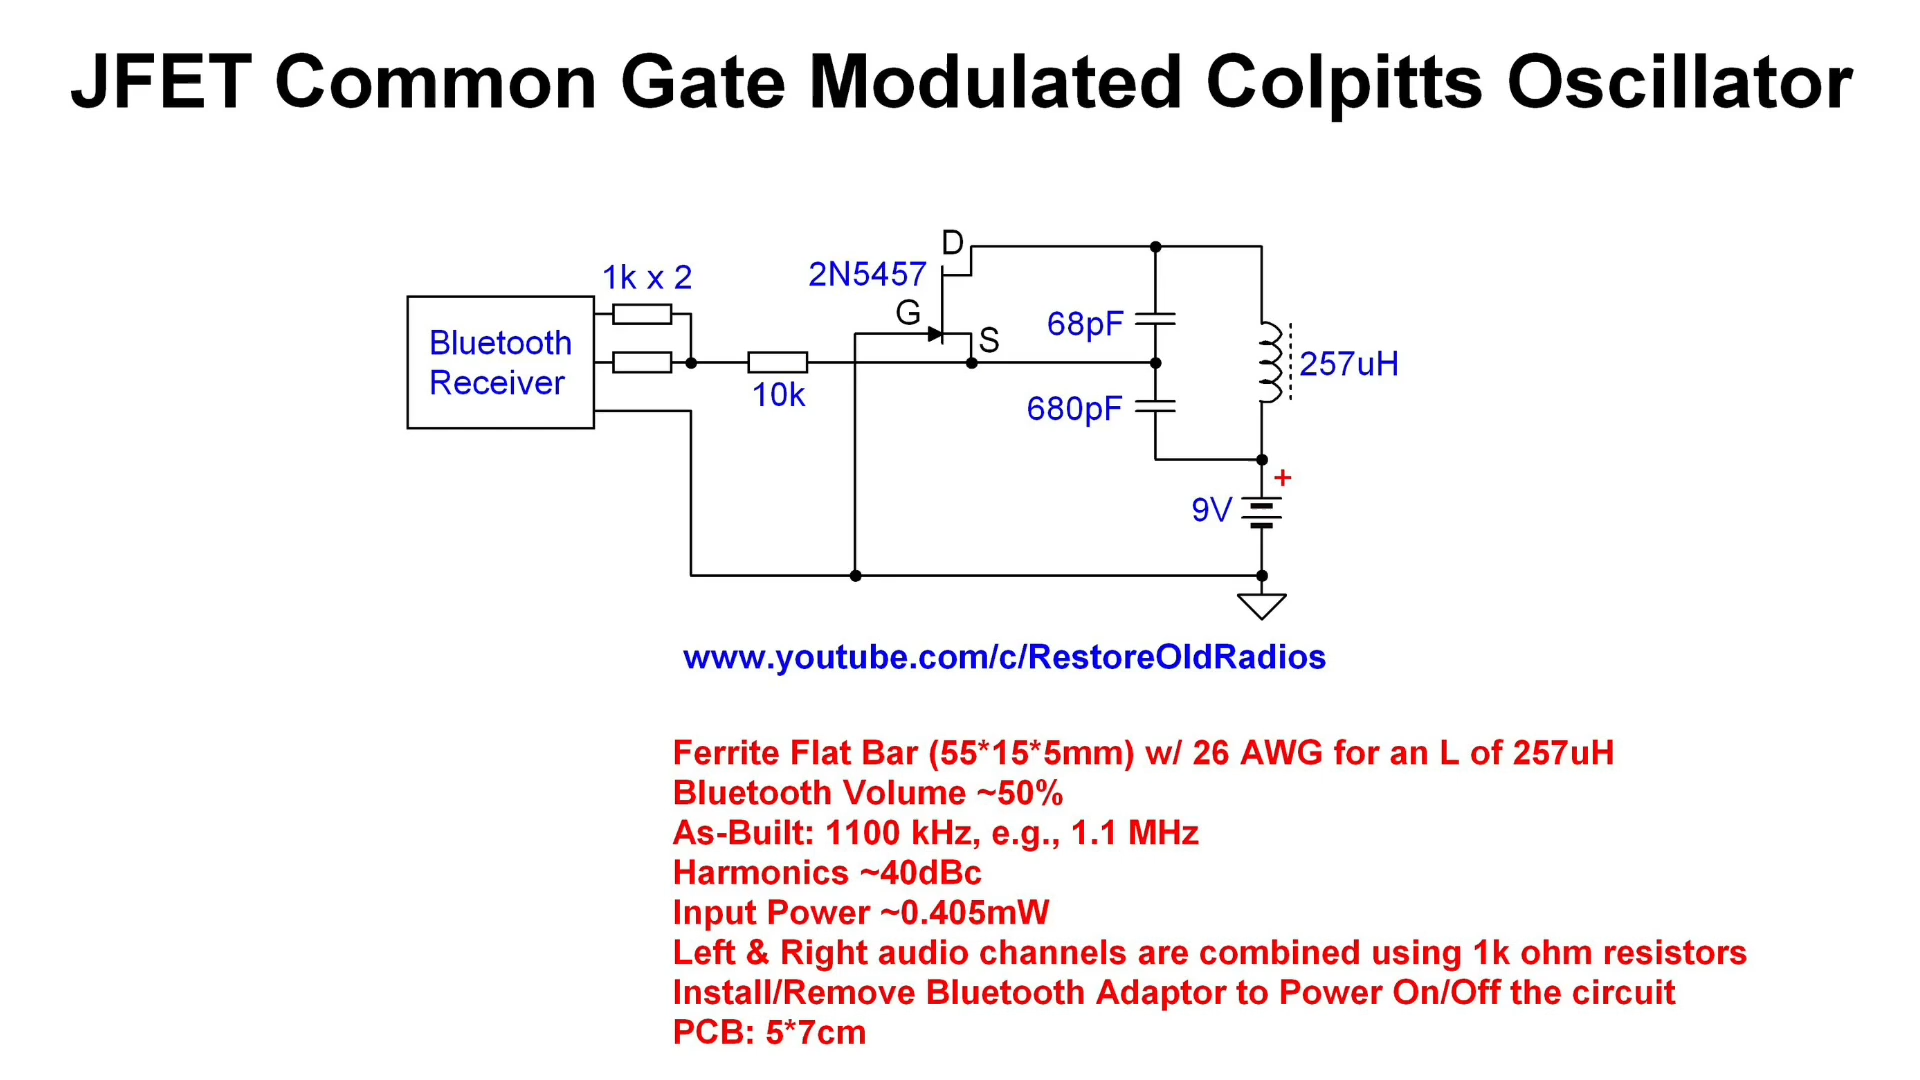 JFET Common Gate Modulated Colpitts Oscillator
D
2N5457
1k x 2
G
S
68pF
Bluetooth
Receiver
257uH
10k
680pF
+
9V
www.youtube.com/c/RestoreOldRadios
Ferrite Flat Bar (55*15*5mm) w/ 26 AWG for an L of 257uH
Bluetooth Volume ~50%
As-Built: 1100 kHz, e.g., 1.1 MHz
Harmonics ~40dBc
Input Power ~0.405mW
Left & Right audio channels are combined using 1k ohm resistors
Install/Remove Bluetooth Adaptor to Power On/Off the circuit
PCB: 5*7cm